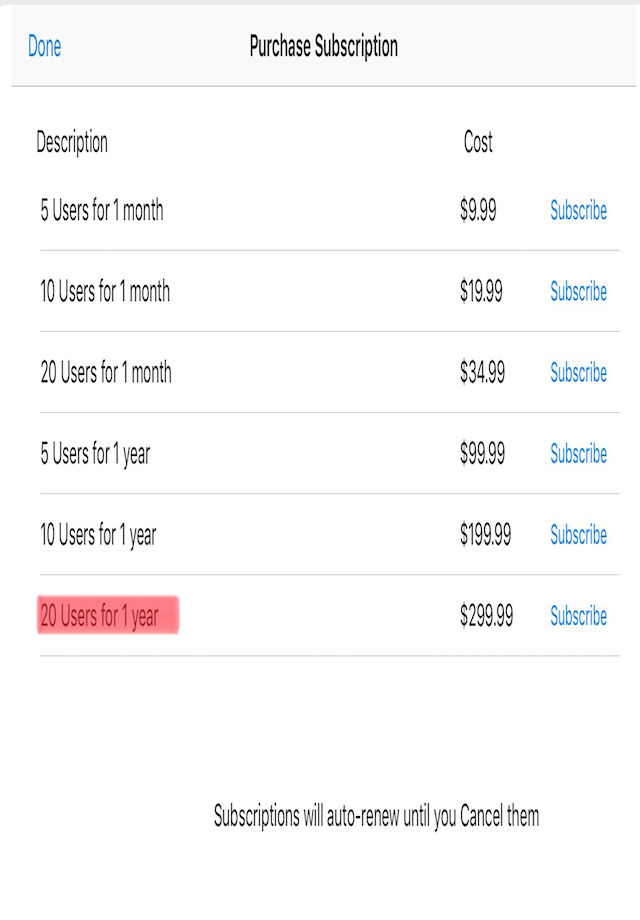 Done Purchase Subscription
Description Cost
5 Users for 1 month $9.99 Subscribe
10 Users for 1 month $19.99 Subscribe
20 Users for 1 month $34.99 Subscribe
5 Users for 1 year $99.99 Subscribe
10 Users for 1 year $199.99 Subscribe
20 Users for 1 year $299.99 Subscribe
Subscriptions will auto-renew until you Cancel them